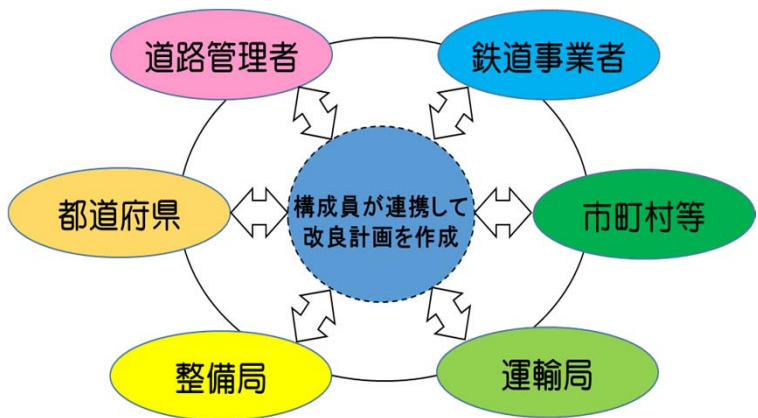 道路管理者
鉄道事業者
都道府県
構成員が連携して
改良計画を作成
市町村等
整備局
運輸局